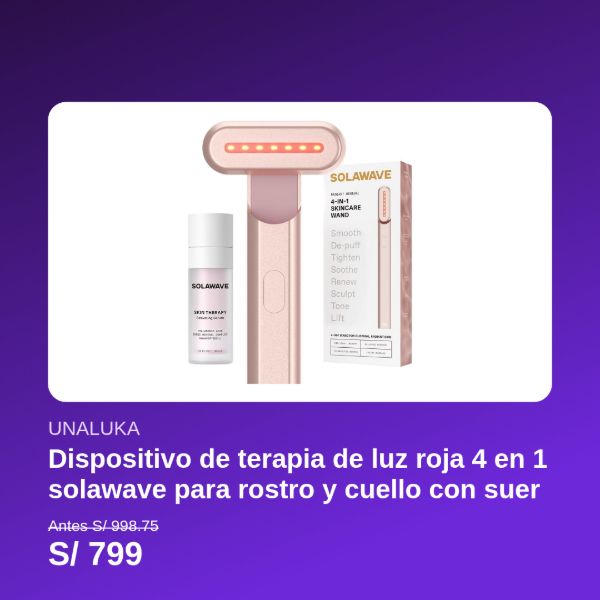 SOLAWAVE
4-IN-1
SKINCARE
WAND
Smooth
De-puff
Tighten
Soothe
Renew
Sculpt
Tone
Lift
SOLAWAVE
SKIN THERAPY
UNALUKA
Dispositivo de terapia de luz roja 4 en 1
solawave para rostro y cuello con suer
Antes S/ 998.75
S/ 799